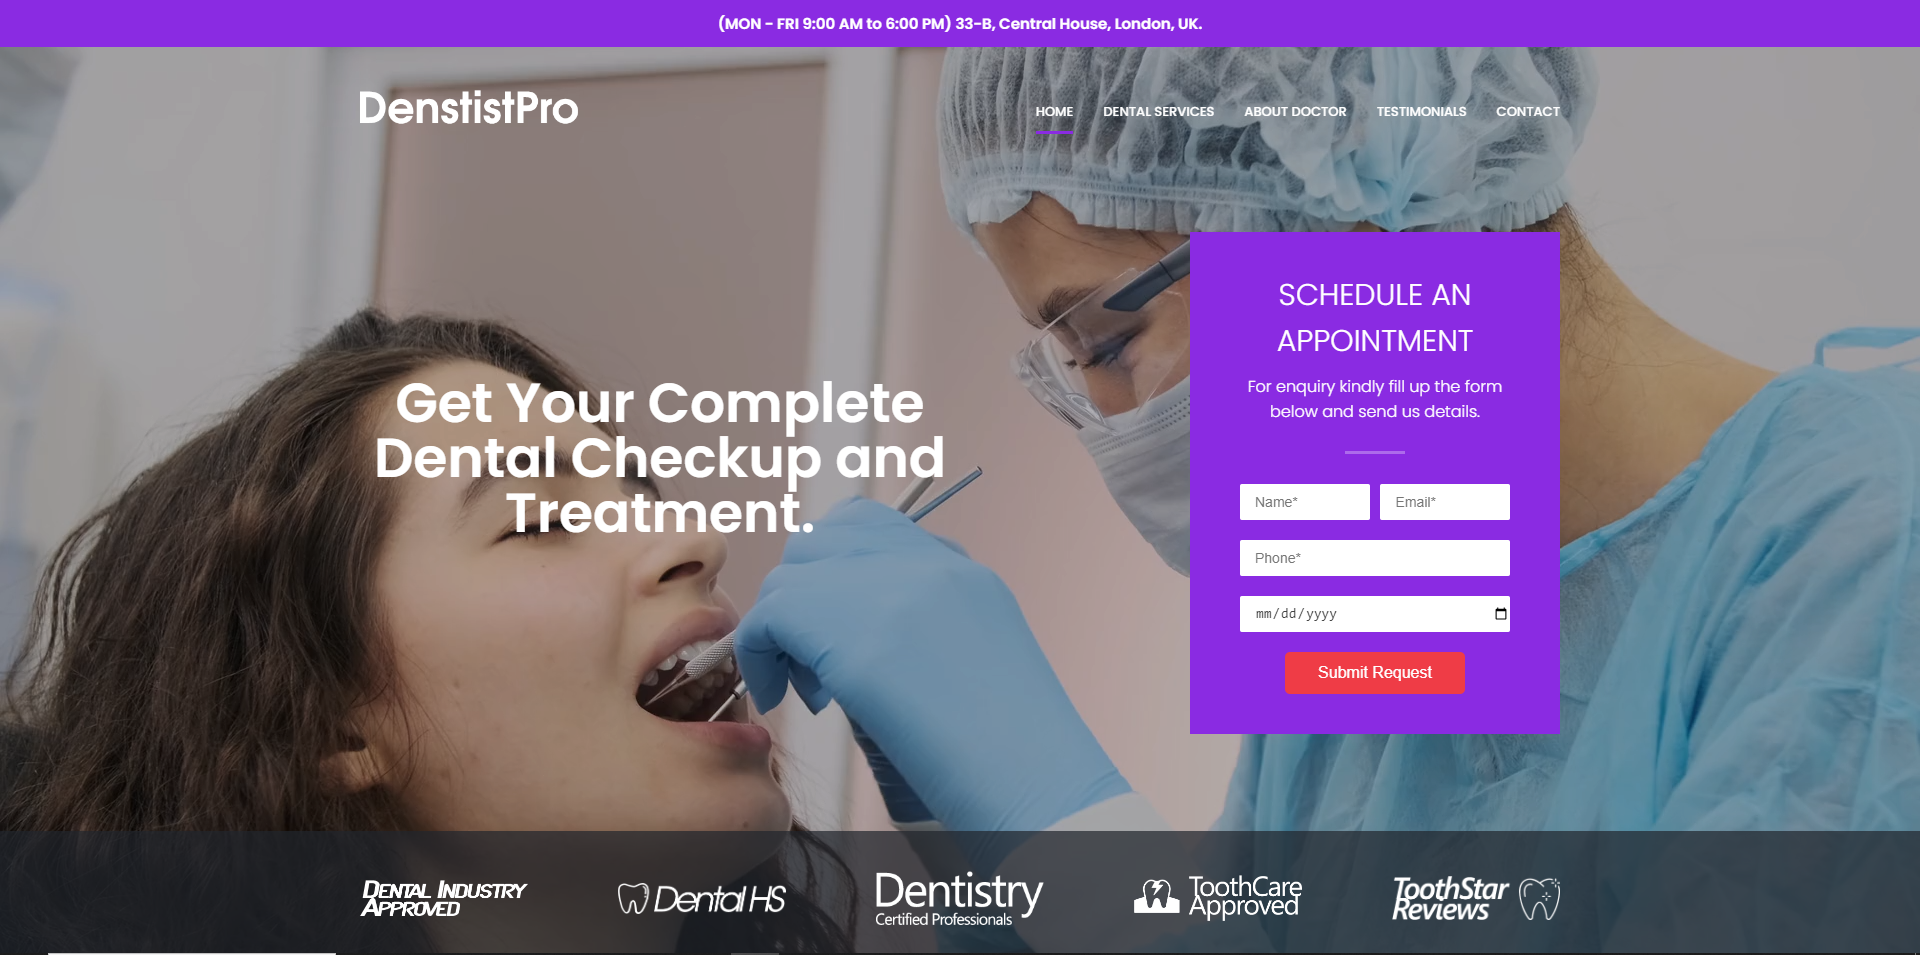 (MON - FRI 9:00 AM to 6:00 PM) 33-B, Central House, London, UK.
DenstistPro
HOME DENTAL SERVICES ABOUT DOCTOR TESTIMONIALS CONTACT
Get Your Complete
Dental Checkup and
Treatment.
SCHEDULE AN
APPOINTMENT
For enquiry kindly fill up the form
below and send us details.
Name* Email*
Phone*
mm/dd/yyyy
Submit Request
DENTAL INDUSTRY
APPROVED
Dental HS
Dentistry
Certified Professionals
ToothCare
Approved
ToothStar
Reviews